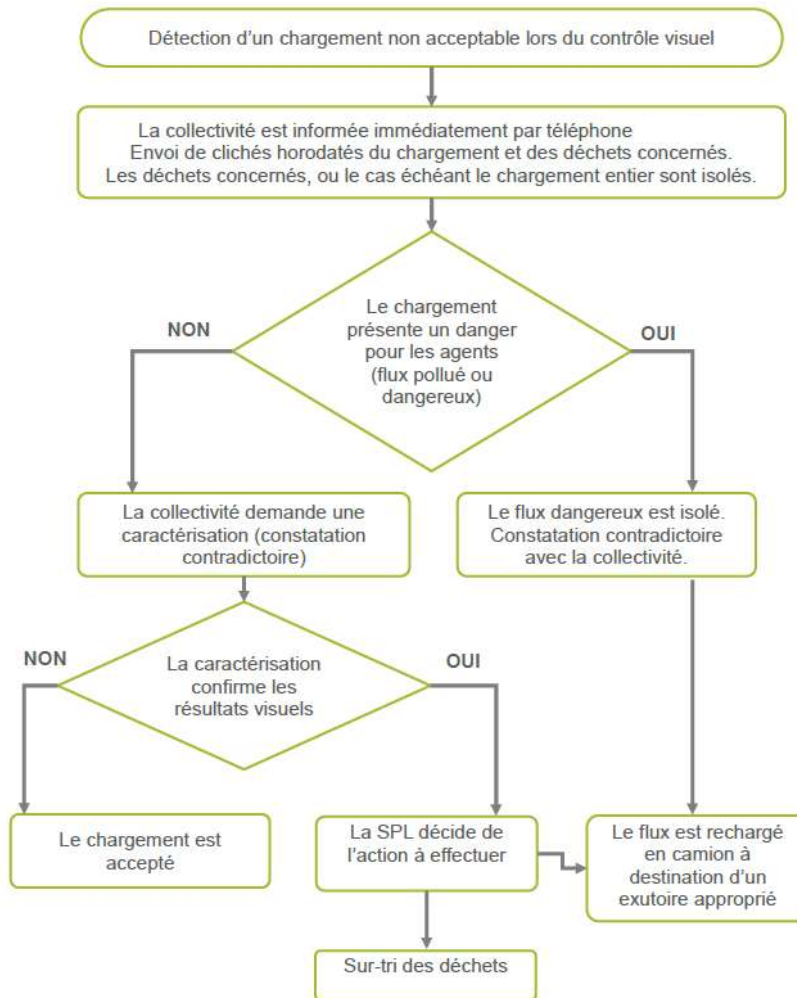 Détection d'un chargement non acceptable lors du contrôle visuel
La collectivité est informée immédiatement par téléphone
Envoi de clichés horodatés du chargement et des déchets concernés.
Les déchets concernés, ou le cas échéant le chargement entier sont isolés.
Le chargement
présente un danger
pour les agents
(flux pollué ou
dangereux)
NON
OUI
La collectivité demande une
caractérisation (constatation
contradictoire)
Le flux dangereux est isolé.
Constatation contradictoire
avec la collectivité.
NON
OUI
La caractérisation
confirme les
résultats visuels
Le chargement est
accepté
La SPL décide de
l'action à effectuer
Le flux est rechargé
en camion à
destination d'un
exutoire approprié
Sur-tri des déchets